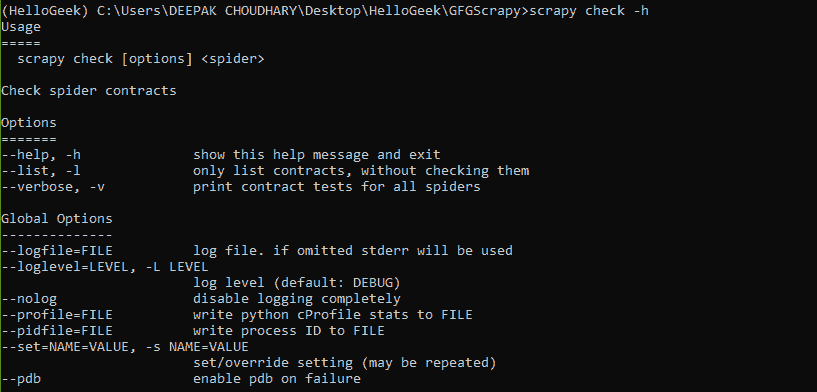 (HelloGeek) C:\Users\DEEPAK CHOUDHARY\Desktop\HelloGeek\GFGScrapy>scrapy check -h
Usage
=====
  scrapy check [options] <spider>

Check spider contracts

Options
=======
--help, -h              show this help message and exit
--list, -l              only list contracts, without checking them
--verbose, -v           print contract tests for all spiders

Global Options
--------------
--logfile=FILE          log file. if omitted stderr will be used
--loglevel=LEVEL, -L LEVEL
                        log level (default: DEBUG)
--nolog                 disable logging completely
--profile=FILE          write python cProfile stats to FILE
--pidfile=FILE          write process ID to FILE
--set=NAME=VALUE, -s NAME=VALUE
                        set/override setting (may be repeated)
--pdb                   enable pdb on failure